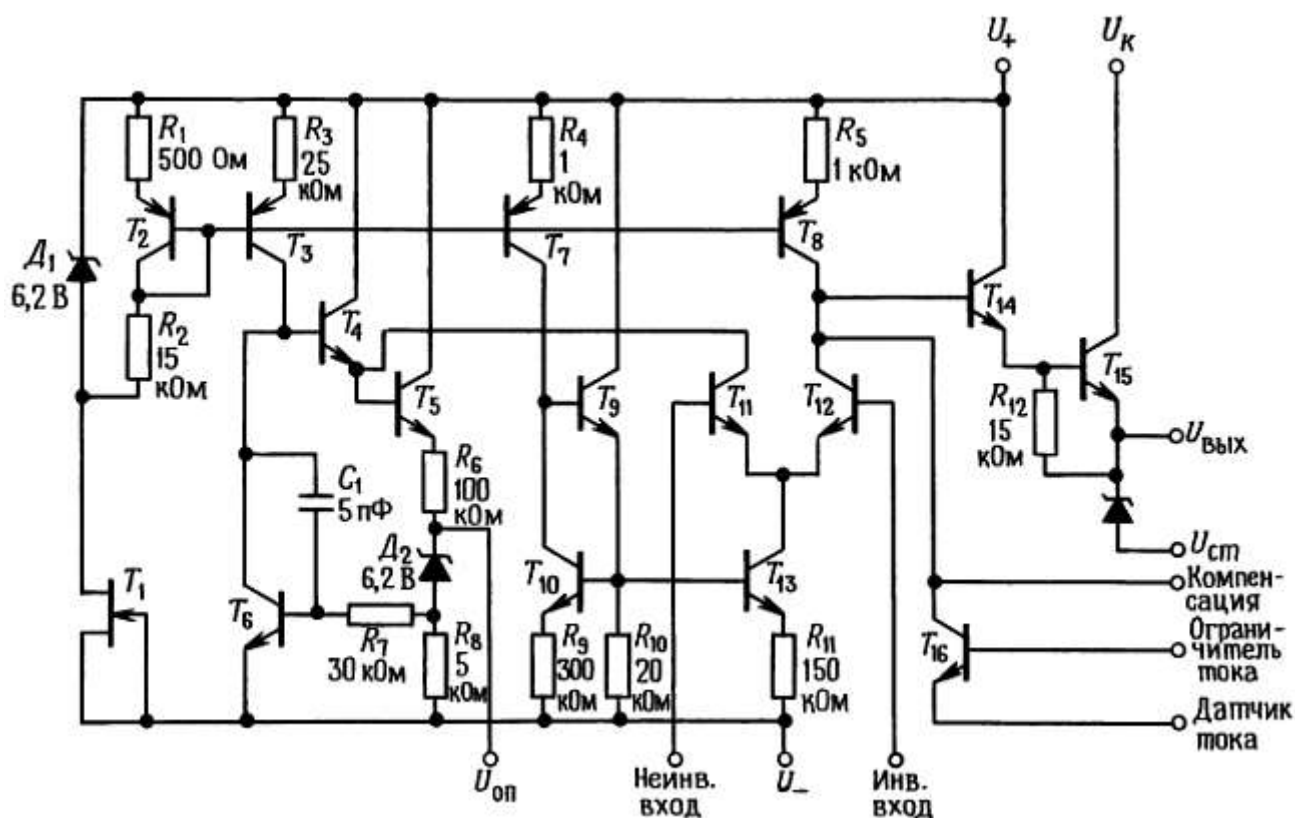 U₊
Uк
R₁
500 Ом
R₃
25
кОм
R₄
1
кОм
R₅
1 кОм
T₂
T₃
T₇
T₈
Д₁
6,2 В
R₂
15
кОм
T₄
T₅
T₉
T₁₁
T₁₂
T₁₄
T₁₅
R₁₂
15
кОм
Uвых
C₁
5 пФ
R₆
100
кОм
Д₂
6,2 В
Uст
Компен-
сация
T₁
T₆
R₇
30 кОм
R₈
5
кОм
T₁₀
R₉
300
кОм
R₁₀
20
кОм
T₁₃
R₁₁
150
кОм
T₁₆
Ограни-
читель
тока
Датчик
тока
Uоп
Неинв.
вход
U₋
Инв.
вход